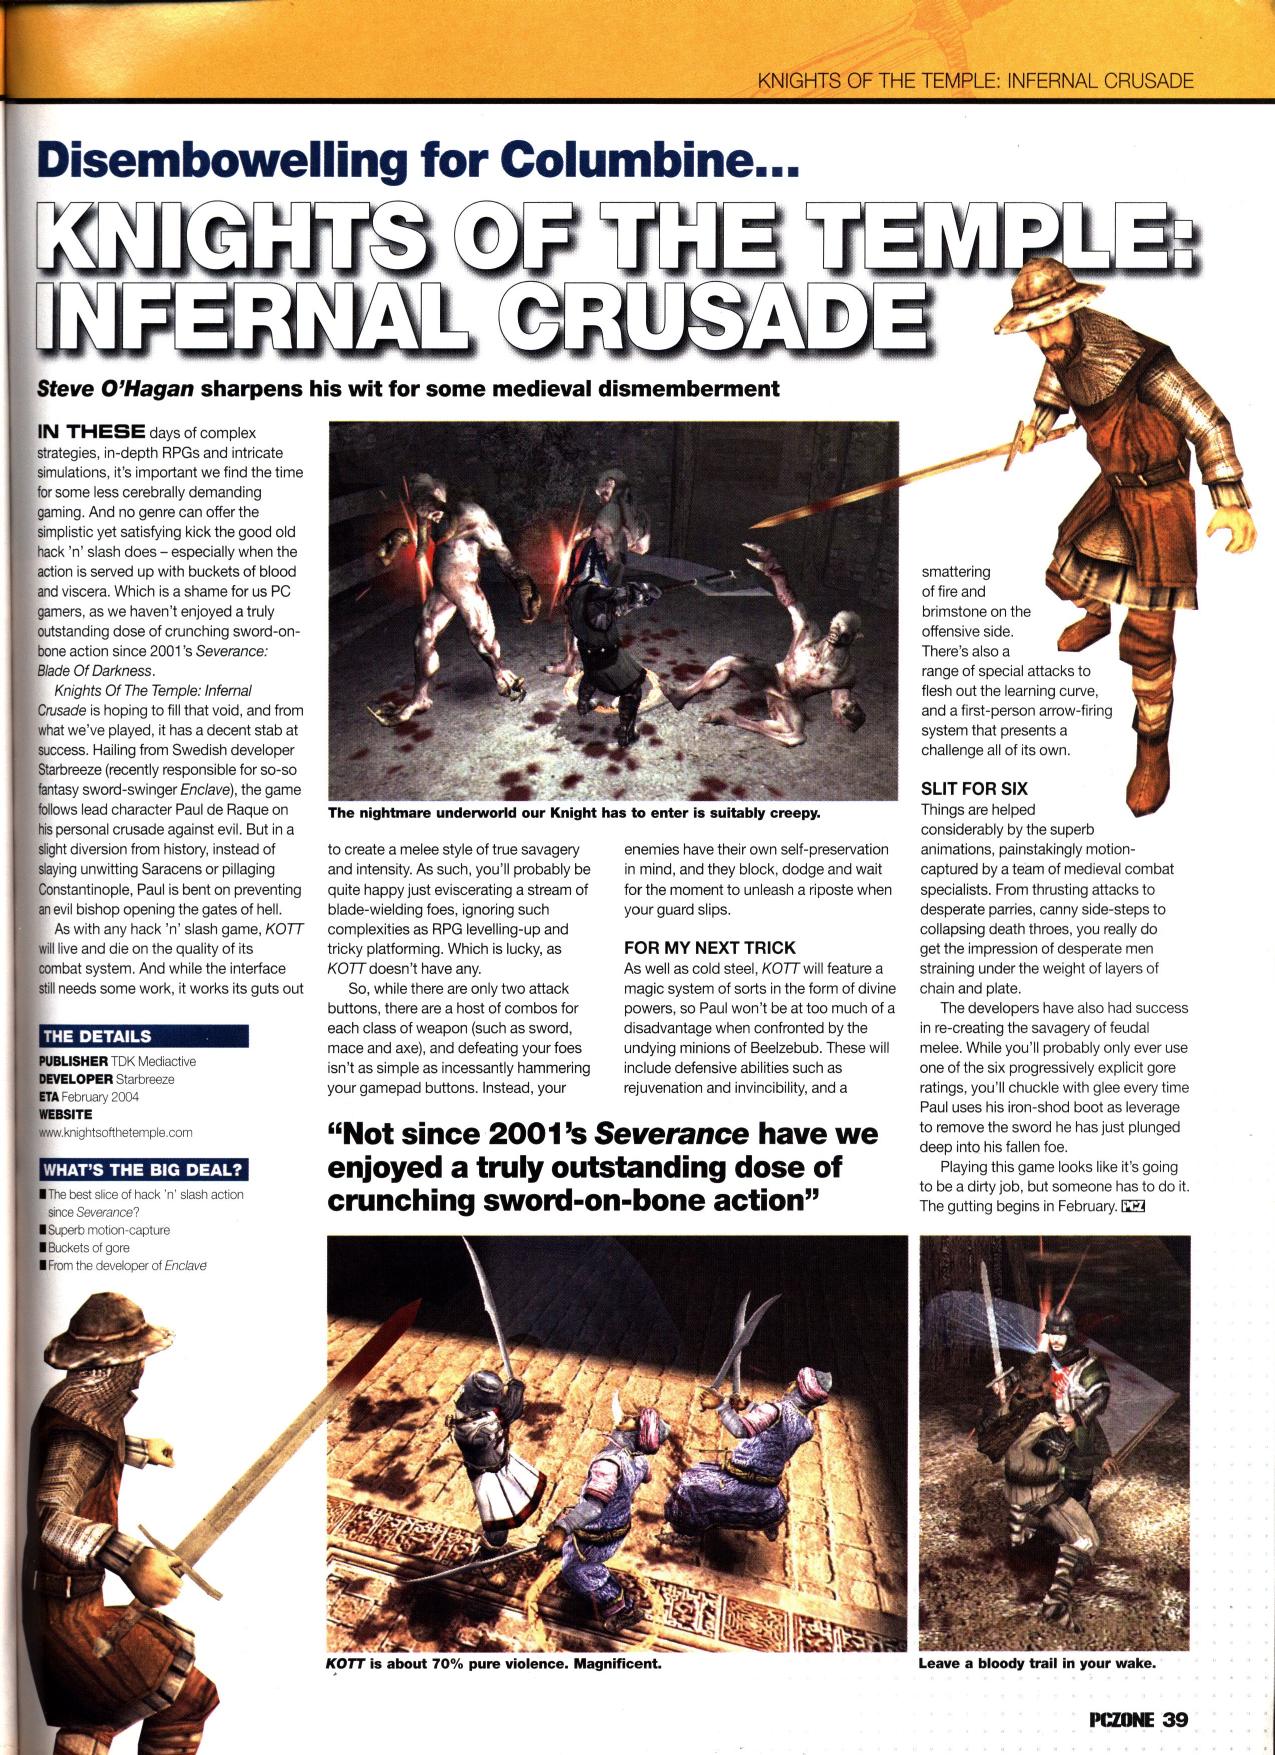 KNIGHTS OF THE TEMPLE: INFERNAL CRUSADE
Disembowelling for Columbine...
KNIGHTS OF THE TEMPLE:
INFERNAL CRUSADE
Steve O'Hagan sharpens his wit for some medieval dismemberment
IN THESE days of complex
strategies, in-depth RPGs and intricate
simulations, it's important we find the time
for some less cerebrally demanding
gaming. And no genre can offer the
simplistic yet satisfying kick the good old
hack 'n' slash does – especially when the
action is served up with buckets of blood
and viscera. Which is a shame for us PC
gamers, as we haven't enjoyed a truly
outstanding dose of crunching sword-on-
bone action since 2001's Severance:
Blade Of Darkness.
Knights Of The Temple: Infernal
Crusade is hoping to fill that void, and from
what we've played, it has a decent stab at
success. Hailing from Swedish developer
Starbreeze (recently responsible for so-so
fantasy sword-swinger Enclave), the game
follows lead character Paul de Raque on
his personal crusade against evil. But in a
slight diversion from history, instead of
slaying unwitting Saracens or pillaging
Constantinople, Paul is bent on preventing
an evil bishop opening the gates of hell.
As with any hack 'n' slash game, KOTT
will live and die on the quality of its
combat system. And while the interface
still needs some work, it works its guts out
THE DETAILS
PUBLISHER TDK Mediactive
DEVELOPER Starbreeze
ETA February 2004
WEBSITE
www.knightsofthetemple.com
WHAT'S THE BIG DEAL?
The best slice of hack 'n' slash action
since Severance?
Superb motion-capture
Buckets of gore
From the developer of Enclave
The nightmare underworld our Knight has to enter is suitably creepy.
to create a melee style of true savagery
and intensity. As such, you'll probably be
quite happy just eviscerating a stream of
blade-wielding foes, ignoring such
complexities as RPG levelling-up and
tricky platforming. Which is lucky, as
KOTT doesn't have any.
So, while there are only two attack
buttons, there are a host of combos for
each class of weapon (such as sword,
mace and axe), and defeating your foes
isn't as simple as incessantly hammering
your gamepad buttons. Instead, your
enemies have their own self-preservation
in mind, and they block, dodge and wait
for the moment to unleash a riposte when
your guard slips.
FOR MY NEXT TRICK
As well as cold steel, KOTT will feature a
magic system of sorts in the form of divine
powers, so Paul won't be at too much of a
disadvantage when confronted by the
undying minions of Beelzebub. These will
include defensive abilities such as
rejuvenation and invincibility, and a
"Not since 2001's Severance have we
enjoyed a truly outstanding dose of
crunching sword-on-bone action"
smattering
of fire and
brimstone on the
offensive side.
There's also a
range of special attacks to
flesh out the learning curve,
and a first-person arrow-firing
system that presents a
challenge all of its own.
SLIT FOR SIX
Things are helped
considerably by the superb
animations, painstakingly motion-
captured by a team of medieval combat
specialists. From thrusting attacks to
desperate parries, canny side-steps to
collapsing death throes, you really do
get the impression of desperate men
straining under the weight of layers of
chain and plate.
The developers have also had success
in re-creating the savagery of feudal
melee. While you'll probably only ever use
one of the six progressively explicit gore
ratings, you'll chuckle with glee every time
Paul uses his iron-shod boot as leverage
to remove the sword he has just plunged
deep into his fallen foe.
Playing this game looks like it's going
to be a dirty job, but someone has to do it.
The gutting begins in February. PCZ
KOTT is about 70% pure violence. Magnificent.
Leave a bloody trail in your wake.
PCZONE 39